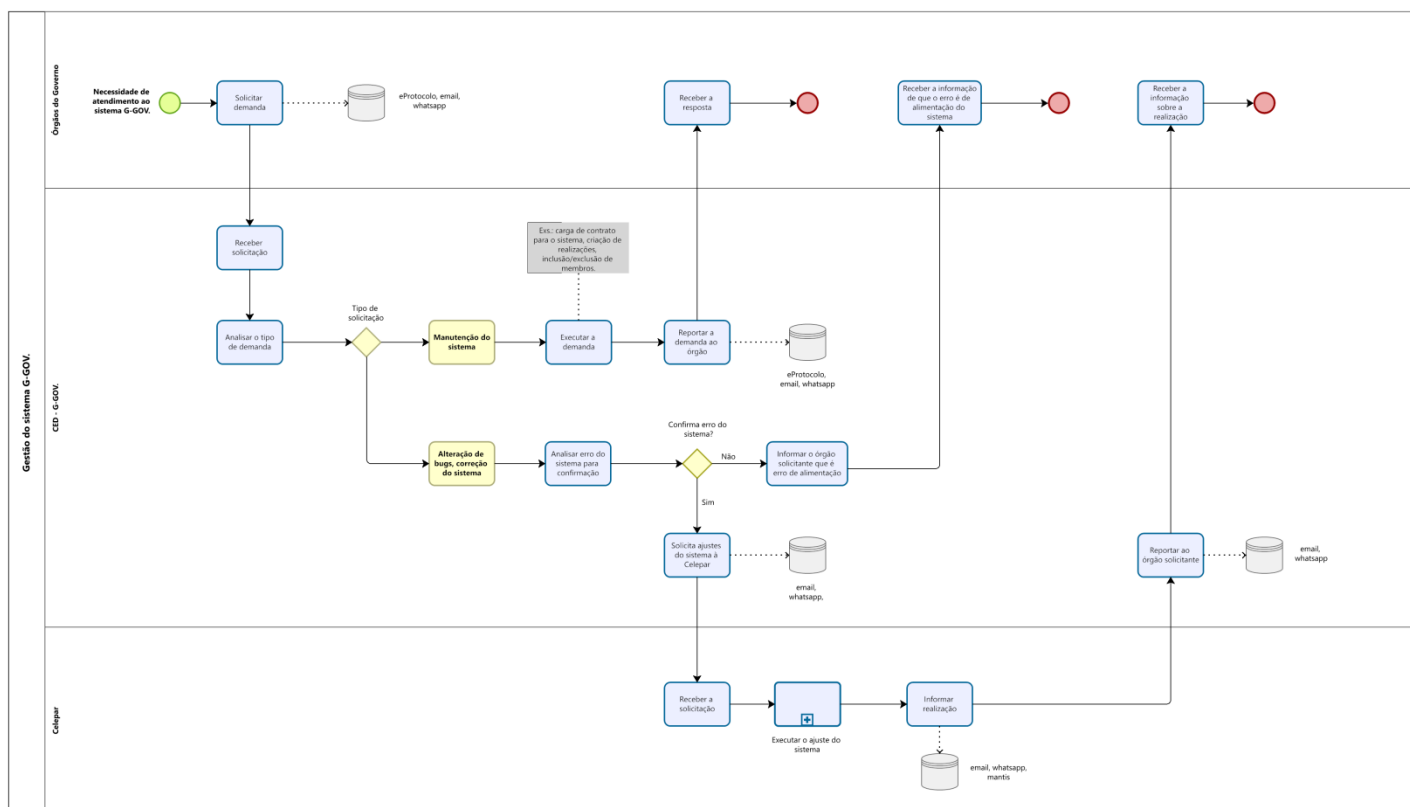 Gestão do sistema G-GOV.
Órgãos do Governo
Necessidade de
atendimento ao
sistema G-GOV.
Solicitar
demanda
eProtocolo, email,
whatsapp
Receber a
resposta
Receber a informação
de que o erro é de
alimentação do
sistema
Receber a
informação
sobre a
realização
CED - G-GOV.
Receber
solicitação
Analisar o tipo
de demanda
Tipo de
solicitação
Manutenção do
sistema
Exs.: carga de contrato
para o sistema, criação de
realizações,
inclusão/exclusão de
membros.
Executar a
demanda
Reportar a
demanda ao
órgão
eProtocolo,
email, whatsapp
Alteração de
bugs, correção
do sistema
Analisar erro do
sistema para
confirmação
Confirma erro do
sistema?
Não
Informar o órgão
solicitante que é
erro de alimentação
Sim
Solicita ajustes
do sistema à
Celepar
email,
whatsapp,
Reportar ao
órgão solicitante
email,
whatsapp
Celepar
Receber a
solicitação
Executar o ajuste do
sistema
Informar
realização
email, whatsapp,
mantis